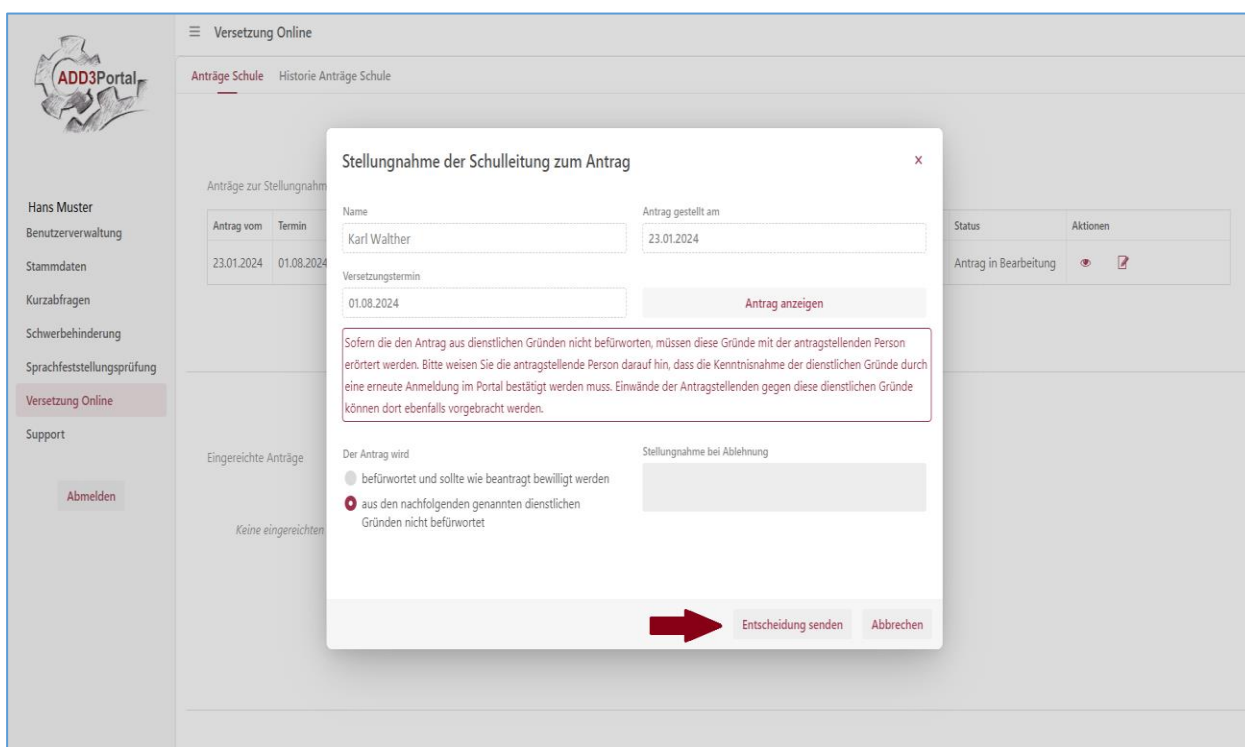 ADD3Portal
Hans Muster
Benutzerverwaltung
Stammdaten
Kurzabfragen
Schwerbehinderung
Sprachfeststellungsprüfung
Versetzung Online
Support
Abmelden
☰ Versetzung Online
Anträge Schule Historie Anträge Schule
Anträge zur Stellungnahm
Antrag vom Termin Status Aktionen
23.01.2024 01.08.2024 Antrag in Bearbeitung
Eingereichte Anträge
Keine eingereichten
Stellungnahme der Schulleitung zum Antrag x
Name Antrag gestellt am
Karl Walther 23.01.2024
Versetzungstermin
01.08.2024 Antrag anzeigen
Sofern die den Antrag aus dienstlichen Gründen nicht befürworten, müssen diese Gründe mit der antragstellenden Person
erörtert werden. Bitte weisen Sie die antragstellende Person darauf hin, dass die Kenntnisnahme der dienstlichen Gründe durch
eine erneute Anmeldung im Portal bestätigt werden muss. Einwände der Antragstellenden gegen diese dienstlichen Gründe
können dort ebenfalls vorgebracht werden.
Der Antrag wird Stellungnahme bei Ablehnung
befürwortet und sollte wie beantragt bewilligt werden
aus den nachfolgenden genannten dienstlichen
Gründen nicht befürwortet
Entscheidung senden Abbrechen